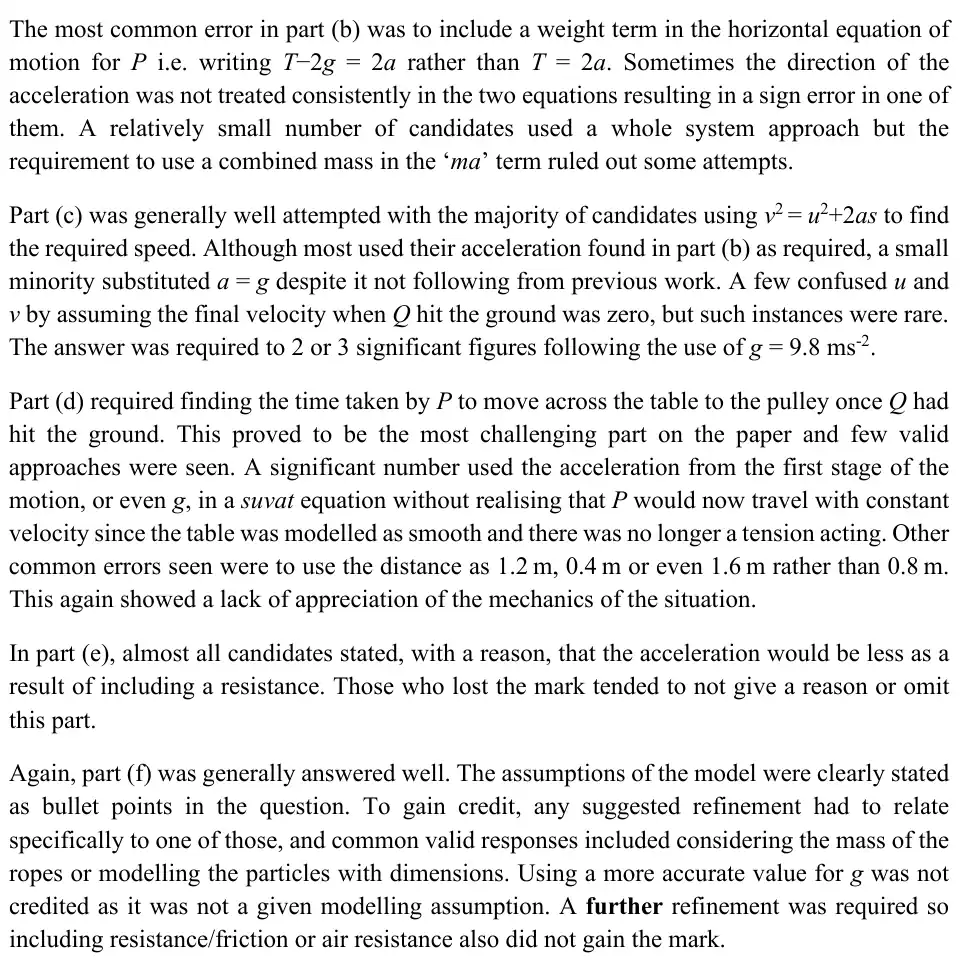 The most common error in part (b) was to include a weight term in the horizontal equation of
motion for P i.e. writing T−2g = 2a rather than T = 2a. Sometimes the direction of the
acceleration was not treated consistently in the two equations resulting in a sign error in one of
them. A relatively small number of candidates used a whole system approach but the
requirement to use a combined mass in the ‘ma’ term ruled out some attempts.
Part (c) was generally well attempted with the majority of candidates using v² = u²+2as to find
the required speed. Although most used their acceleration found in part (b) as required, a small
minority substituted a = g despite it not following from previous work. A few confused u and
v by assuming the final velocity when Q hit the ground was zero, but such instances were rare.
The answer was required to 2 or 3 significant figures following the use of g = 9.8 ms⁻².
Part (d) required finding the time taken by P to move across the table to the pulley once Q had
hit the ground. This proved to be the most challenging part on the paper and few valid
approaches were seen. A significant number used the acceleration from the first stage of the
motion, or even g, in a suvat equation without realising that P would now travel with constant
velocity since the table was modelled as smooth and there was no longer a tension acting. Other
common errors seen were to use the distance as 1.2 m, 0.4 m or even 1.6 m rather than 0.8 m.
This again showed a lack of appreciation of the mechanics of the situation.
In part (e), almost all candidates stated, with a reason, that the acceleration would be less as a
result of including a resistance. Those who lost the mark tended to not give a reason or omit
this part.
Again, part (f) was generally answered well. The assumptions of the model were clearly stated
as bullet points in the question. To gain credit, any suggested refinement had to relate
specifically to one of those, and common valid responses included considering the mass of the
ropes or modelling the particles with dimensions. Using a more accurate value for g was not
credited as it was not a given modelling assumption. A further refinement was required so
including resistance/friction or air resistance also did not gain the mark.